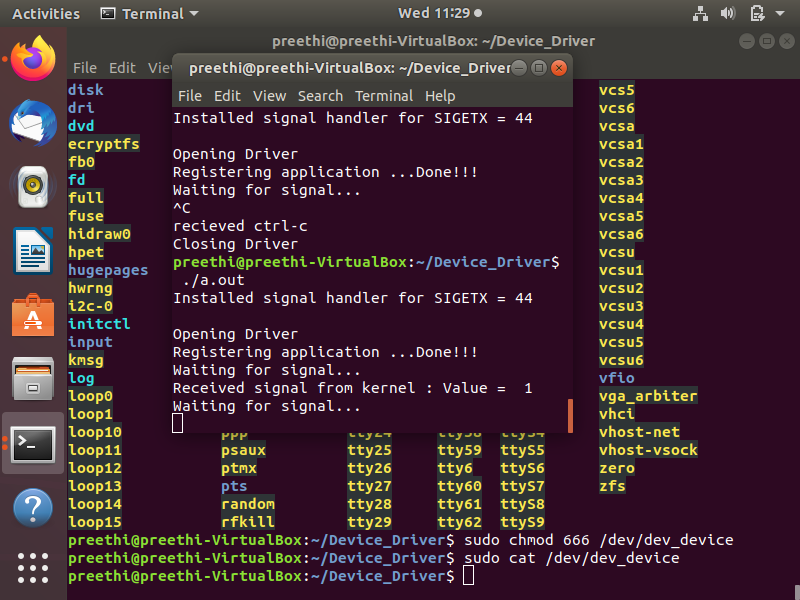 Activities Terminal Wed 11:29
preethi@preethi-VirtualBox: ~/Device_Driver
File Edit Vie
preethi@preethi-VirtualBox: ~/Device_Driver
File Edit View Search Terminal Help
Installed signal handler for SIGETX = 44
Opening Driver
Registering application ...Done!!!
Waiting for signal...
^C
recieved ctrl-c
Closing Driver
preethi@preethi-VirtualBox:~/Device_Driver$
./a.out
Installed signal handler for SIGETX = 44
Opening Driver
Registering application ...Done!!!
Waiting for signal...
Received signal from kernel : Value =  1
Waiting for signal...
disk vcs5
dri vcs6
dvd vcsa
ecryptfs vcsa1
fb0 vcsa2
fd vcsa3
full vcsa4
fuse vcsa5
hidraw0 vcsa6
hpet vcsu
hugepages vcsu1
hwrng vcsu2
i2c-0 vcsu3
initctl vcsu4
input vcsu5
kmsg vcsu6
log vfio
loop0 vga_arbiter
loop1 vhci
loop10 ppp tty24 tty58 ttyS4 vhost-net
loop11 psaux tty25 tty59 ttyS5 vhost-vsock
loop12 ptmx tty26 tty6 ttyS6 zero
loop13 pts tty27 tty60 ttyS7 zfs
loop14 random tty28 tty61 ttyS8
loop15 rfkill tty29 tty62 ttyS9
preethi@preethi-VirtualBox:~/Device_Driver$ sudo chmod 666 /dev/dev_device
preethi@preethi-VirtualBox:~/Device_Driver$ sudo cat /dev/dev_device
preethi@preethi-VirtualBox:~/Device_Driver$